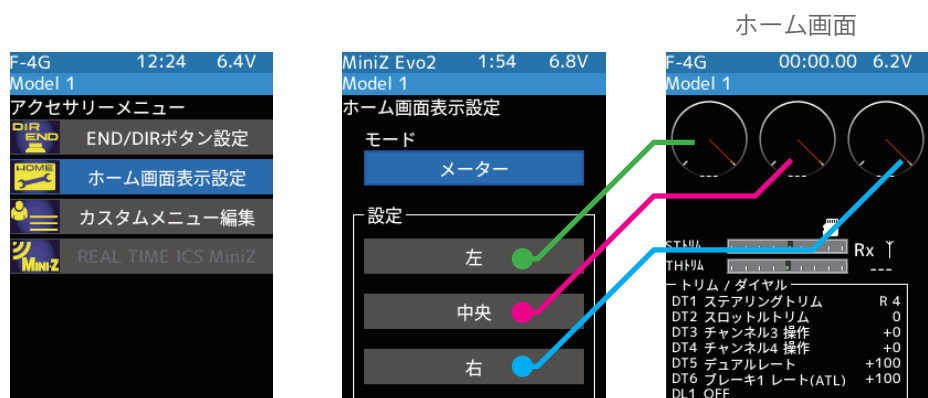 ホーム画面
F-4G 12:24 6.4V
Model 1
アクセサリーメニュー
DIR END END/DIRボタン設定
HOME ホーム画面表示設定
カスタムメニュー編集
MINI-Z REAL TIME ICS MiniZ
MiniZ Evo2 1:54 6.8V
Model 1
ホーム画面表示設定
モード
メーター
設定
左
中央
右
F-4G 00:00.00 6.2V
Model 1
--- --- ---
STトリム Rx
THトリム ---
トリム / ダイヤル
DT1 ステアリングトリム R 4
DT2 スロットルトリム 0
DT3 チャンネル3 操作 +0
DT4 チャンネル4 操作 +0
DT5 デュアルレート +100
DT6 ブレーキ1 レート(ATL) +100
DL1 OFF